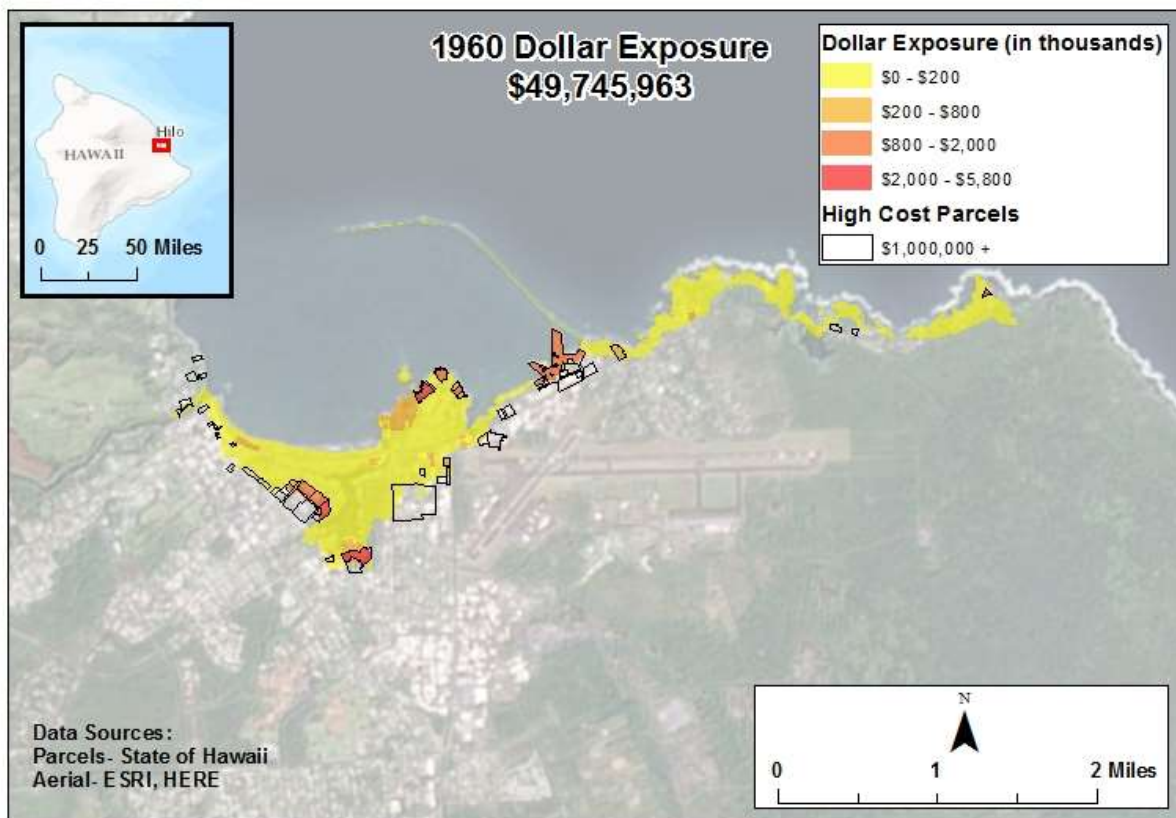 1960 Dollar Exposure
$49,745,963
Hilo
HAWAII
0 25 50 Miles
Dollar Exposure (in thousands)
$0 - $200
$200 - $800
$800 - $2,000
$2,000 - $5,800
High Cost Parcels
$1,000,000 +
Data Sources:
Parcels- State of Hawaii
Aerial- ESRI, HERE
N
0 1 2 Miles